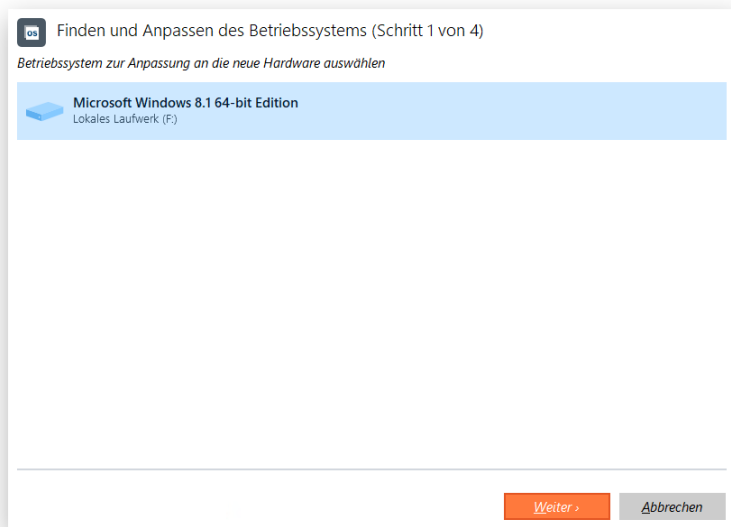 os
Finden und Anpassen des Betriebssystems (Schritt 1 von 4)
Betriebssystem zur Anpassung an die neue Hardware auswählen
Microsoft Windows 8.1 64-bit Edition
Lokales Laufwerk (F:)
Weiter ›
Abbrechen